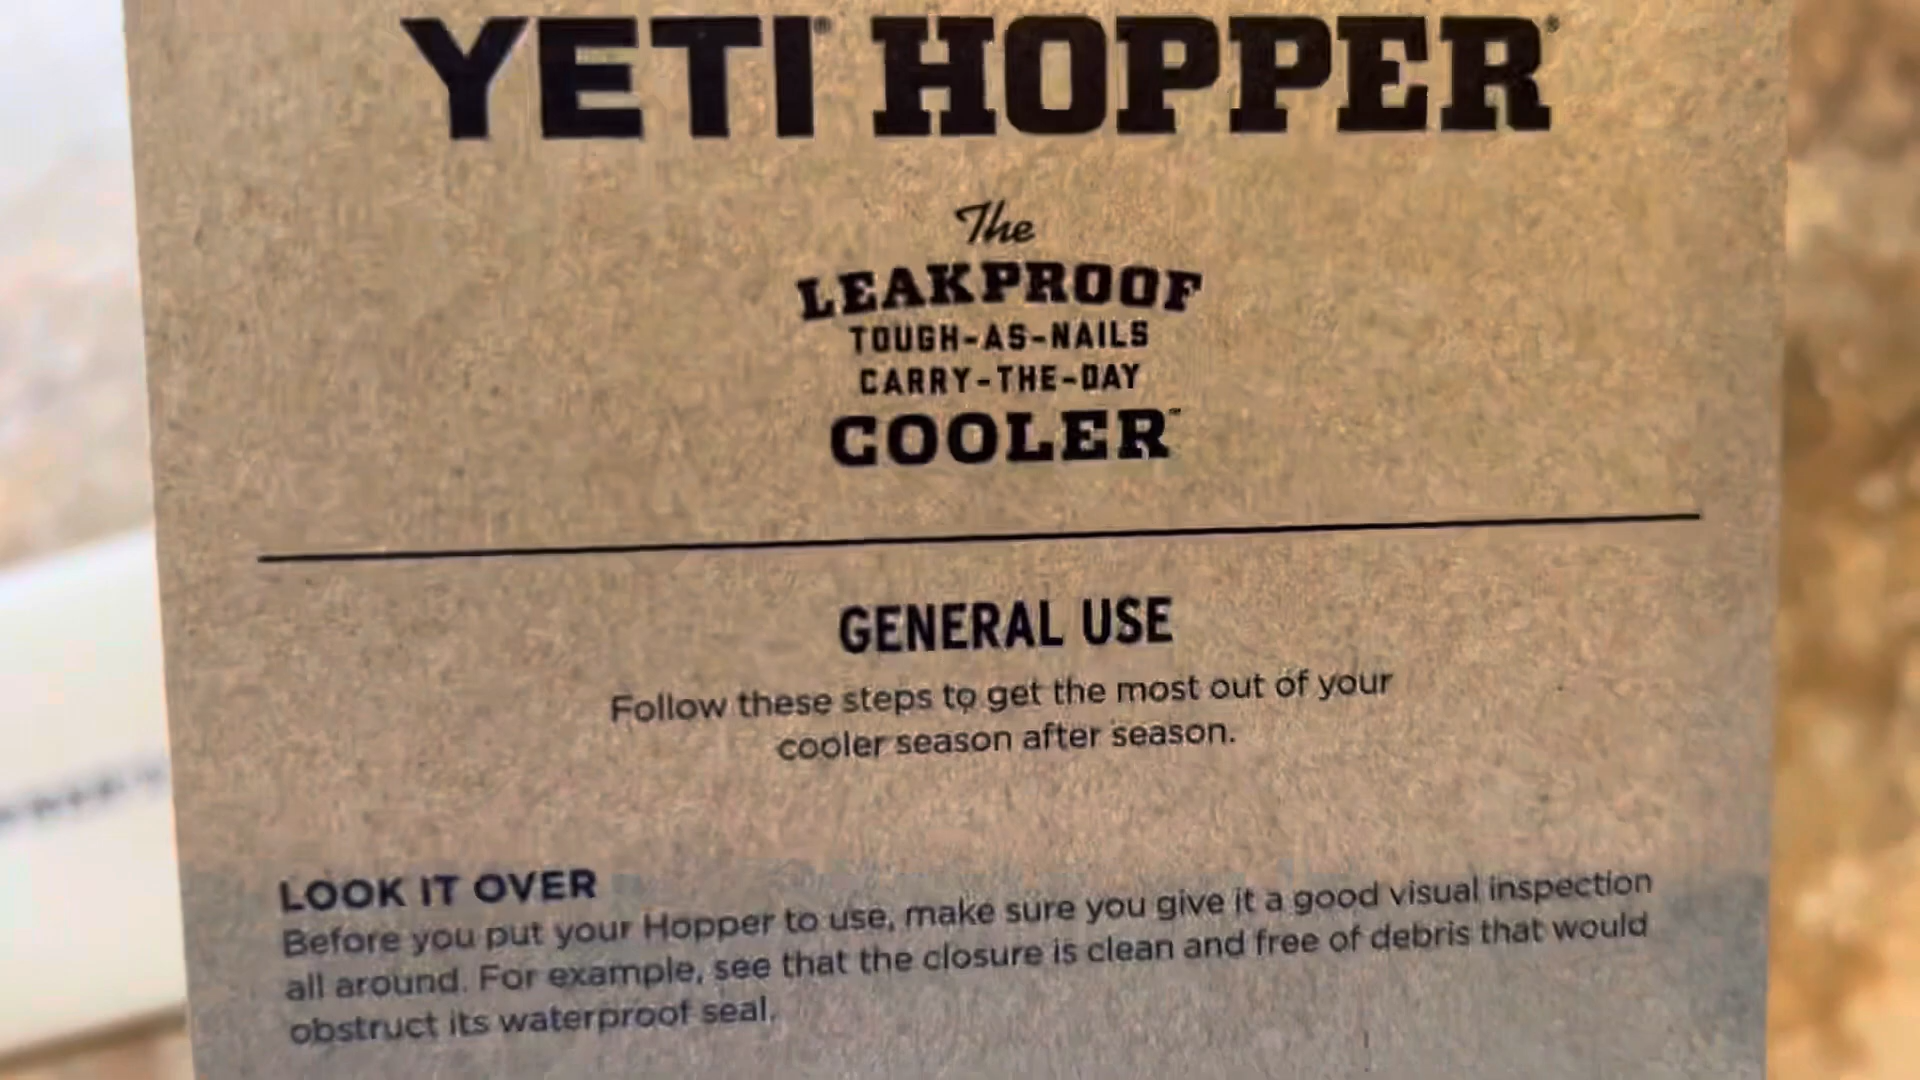 YETI® HOPPER®
The
LEAKPROOF
TOUGH-AS-NAILS
CARRY-THE-DAY
COOLER™
GENERAL USE
Follow these steps to get the most out of your
cooler season after season.
LOOK IT OVER
Before you put your Hopper to use, make sure you give it a good visual inspection
all around. For example, see that the closure is clean and free of debris that would
obstruct its waterproof seal.